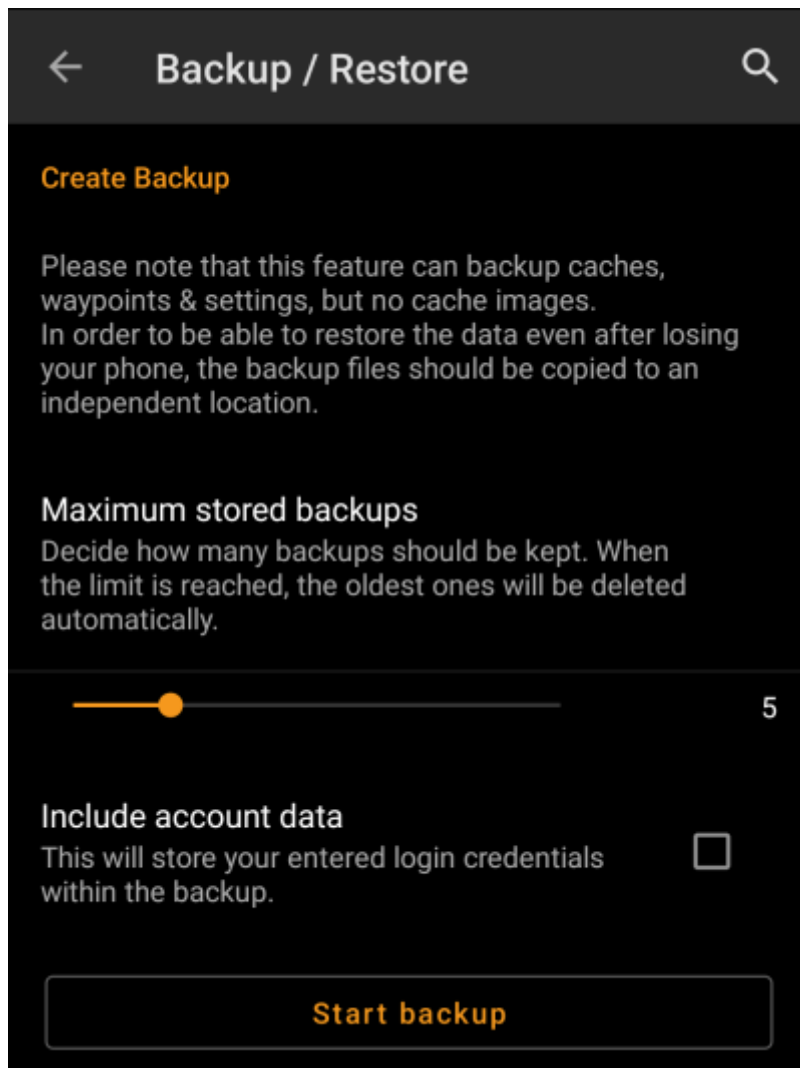 Backup / Restore
Create Backup
Please note that this feature can backup caches,
waypoints & settings, but no cache images.
In order to be able to restore the data even after losing
your phone, the backup files should be copied to an
independent location.
Maximum stored backups
Decide how many backups should be kept. When
the limit is reached, the oldest ones will be deleted
automatically.
5
Include account data
This will store your entered login credentials
within the backup.
Start backup